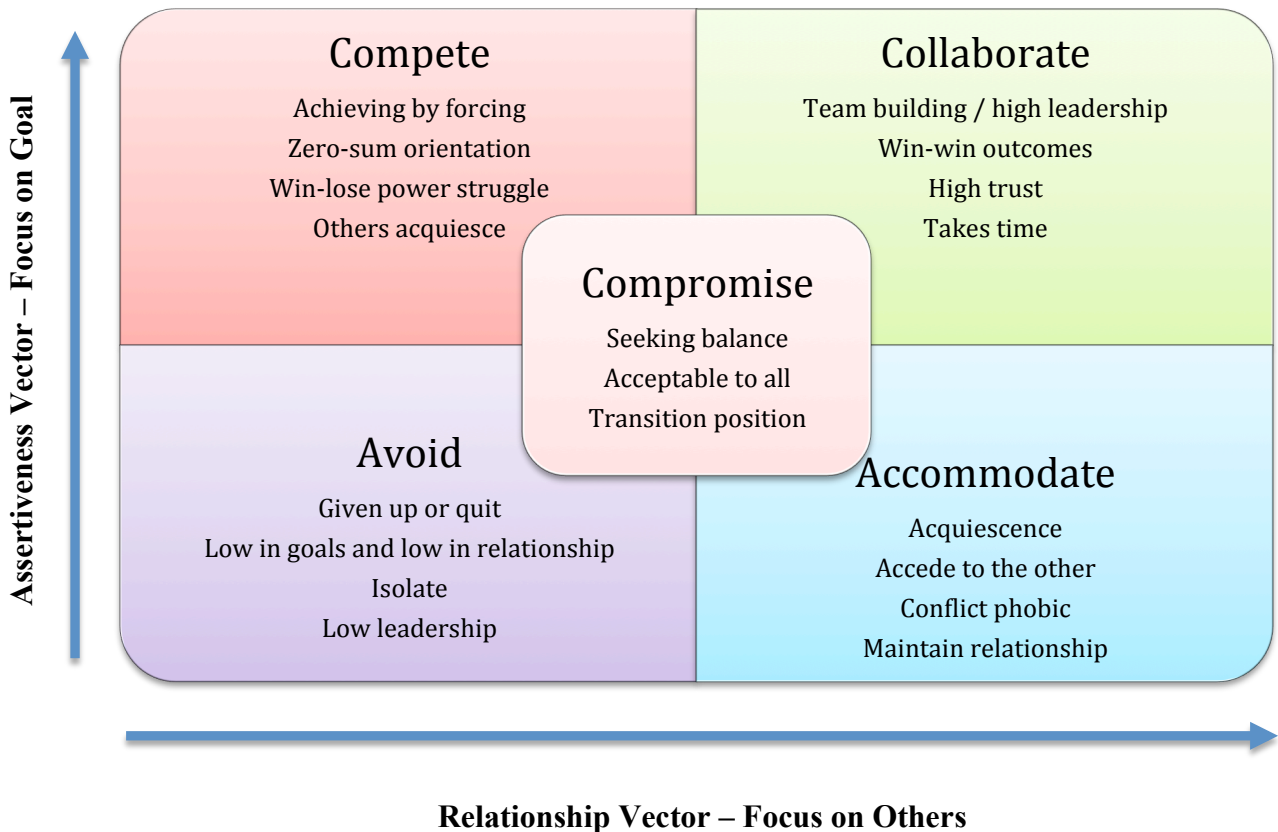 Assertiveness Vector – Focus on Goal
Compete
Achieving by forcing
Zero-sum orientation
Win-lose power struggle
Others acquiesce
Collaborate
Team building / high leadership
Win-win outcomes
High trust
Takes time
Compromise
Seeking balance
Acceptable to all
Transition position
Avoid
Given up or quit
Low in goals and low in relationship
Isolate
Low leadership
Accommodate
Acquiescence
Accede to the other
Conflict phobic
Maintain relationship
Relationship Vector – Focus on Others